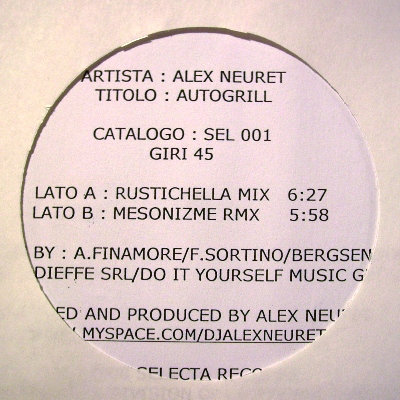 ARTISTA : ALEX NEURET
TITOLO : AUTOGRILL
CATALOGO : SEL 001
GIRI 45
LATO A : RUSTICHELLA MIX 6:27
LATO B : MESONIZME RMX 5:58
BY : A.FINAMORE/F.SORTINO/BERGSEN
DIEFFE SRL/DO IT YOURSELF MUSIC G
ED AND PRODUCED BY ALEX NEU
MYSPACE.COM/DJALEXNEURET
SELECTA REC